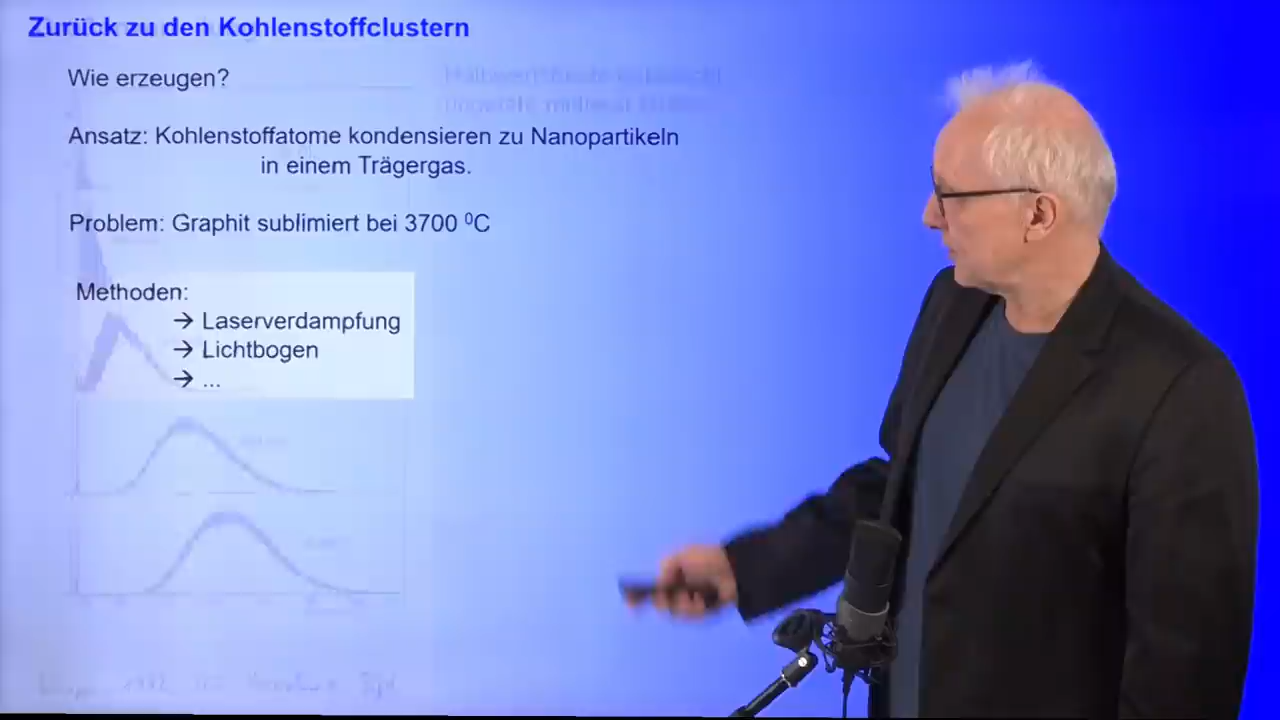 Zurück zu den Kohlenstoffclustern
Wie erzeugen?
Ansatz: Kohlenstoffatome kondensieren zu Nanopartikeln
in einem Trägergas.
Problem: Graphit sublimiert bei 3700 ⁰C
Methoden:
→ Laserverdampfung
→ Lichtbogen
→ ...